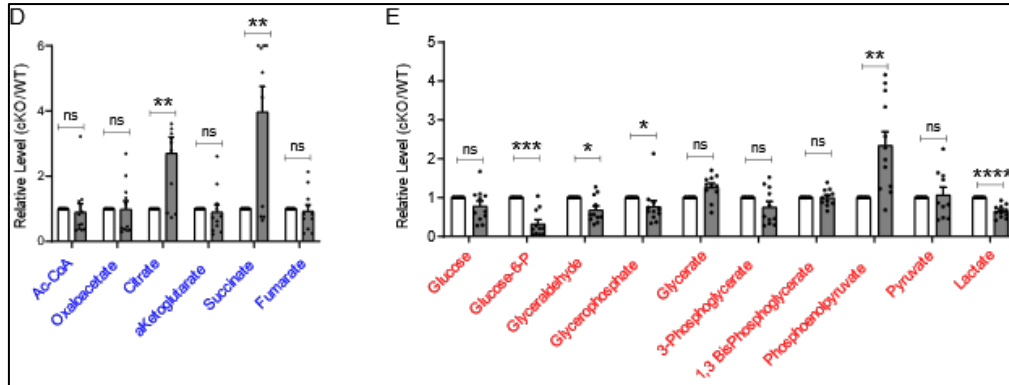 D
Relative Level (cKO/WT)
6
4
2
0
ns
ns
**
ns
**
ns
Ac-CoA
Oxaloacetate
Citrate
aKetoglutarate
Succinate
Fumarate
E
Relative Level (cKO/WT)
5
4
3
2
1
0
ns
***
*
*
ns
ns
ns
**
ns
****
Glucose
Glucose-6-P
Glyceraldehyde
Glycerophosphate
Glycerate
3-Phosphoglycerate
1,3 BisPhosphoglycerate
Phosphoenolpyruvate
Pyruvate
Lactate